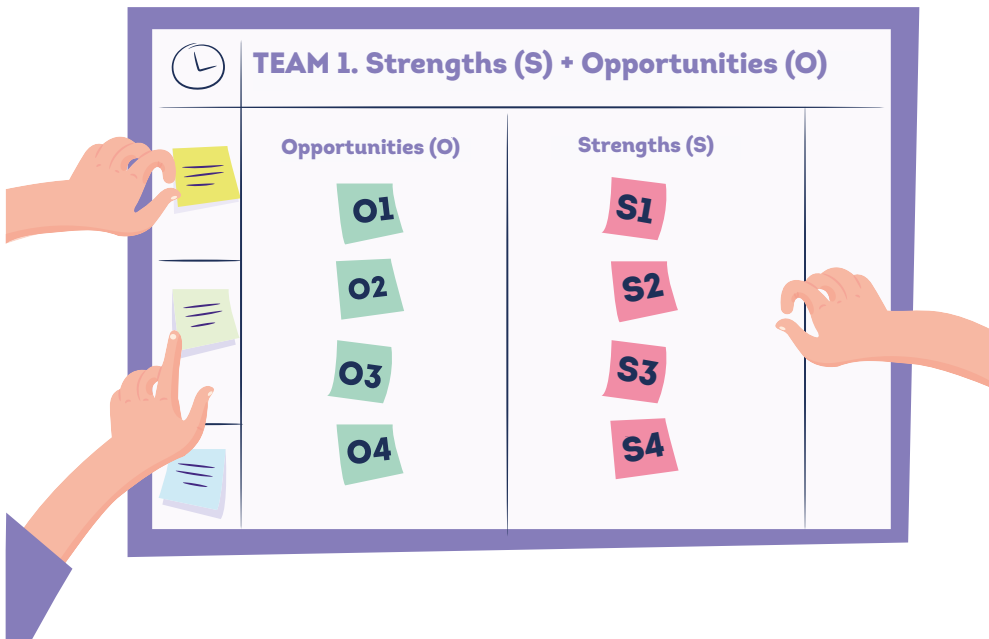 TEAM 1. Strengths (S) + Opportunities (O)
Opportunities (O)
O1
O2
O3
O4
Strengths (S)
S1
S2
S3
S4